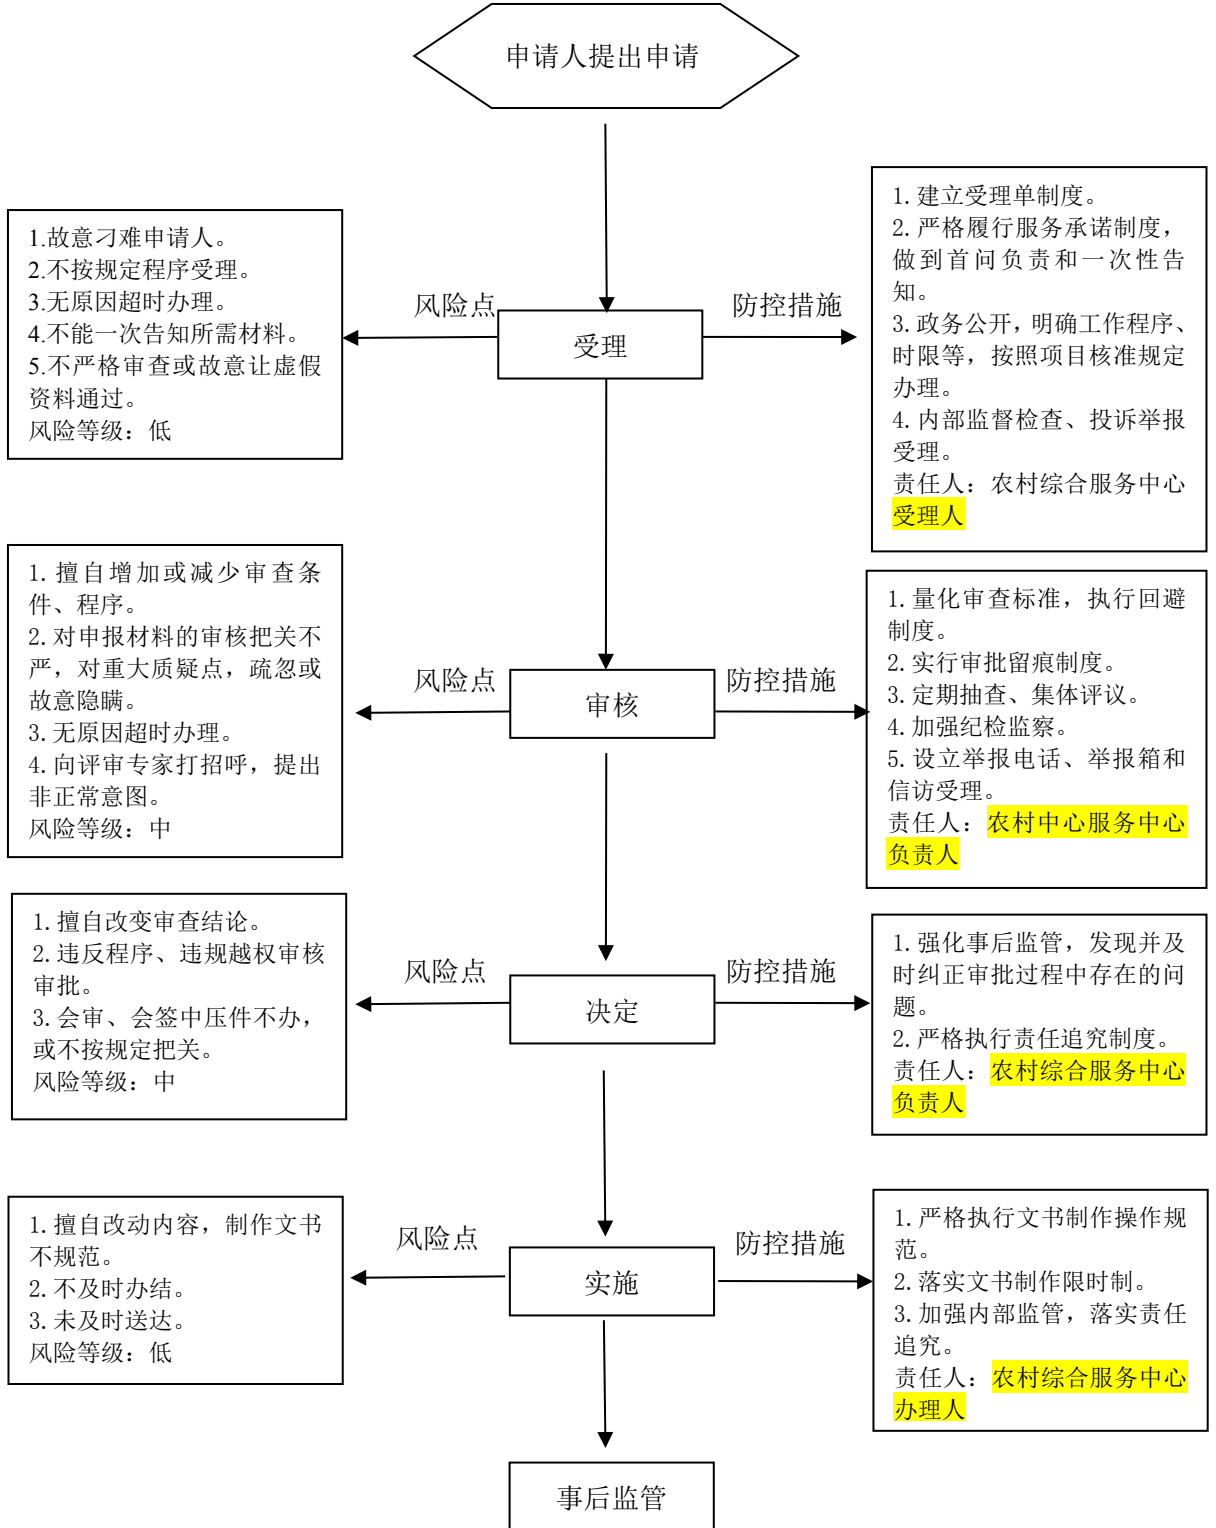 申请人提出申请
1.故意刁难申请人。
2.不按规定程序受理。
3.无原因超时办理。
4.不能一次告知所需材料。
5.不严格审查或故意让虚假
资料通过。
风险等级：低
风险点
受理
防控措施
1.建立受理单制度。
2.严格履行服务承诺制度，
做到首问负责和一次性告
知。
3.政务公开，明确工作程序、
时限等，按照项目核准规定
办理。
4.内部监督检查、投诉举报
受理。
责任人：农村综合服务中心
受理人
1.擅自增加或减少审查条
件、程序。
2.对申报材料的审核把关不
严，对重大质疑点，疏忽或
故意隐瞒。
3.无原因超时办理。
4.向评审专家打招呼，提出
非正常意图。
风险等级：中
风险点
审核
防控措施
1.量化审查标准，执行回避
制度。
2.实行审批留痕制度。
3.定期抽查、集体评议。
4.加强纪检监察。
5.设立举报电话、举报箱和
信访受理。
责任人：农村中心服务中心
负责人
1.擅自改变审查结论。
2.违反程序、违规越权审核
审批。
3.会审、会签中压件不办，
或不按规定把关。
风险等级：中
风险点
决定
防控措施
1.强化事后监管，发现并及
时纠正审批过程中存在的问
题。
2.严格执行责任追究制度。
责任人：农村综合服务中心
负责人
1.擅自改动内容，制作文书
不规范。
2.不及时办结。
3.未及时送达。
风险等级：低
风险点
实施
防控措施
1.严格执行文书制作操作规
范。
2.落实文书制作限时制。
3.加强内部监管，落实责任
追究。
责任人：农村综合服务中心
办理人
事后监管